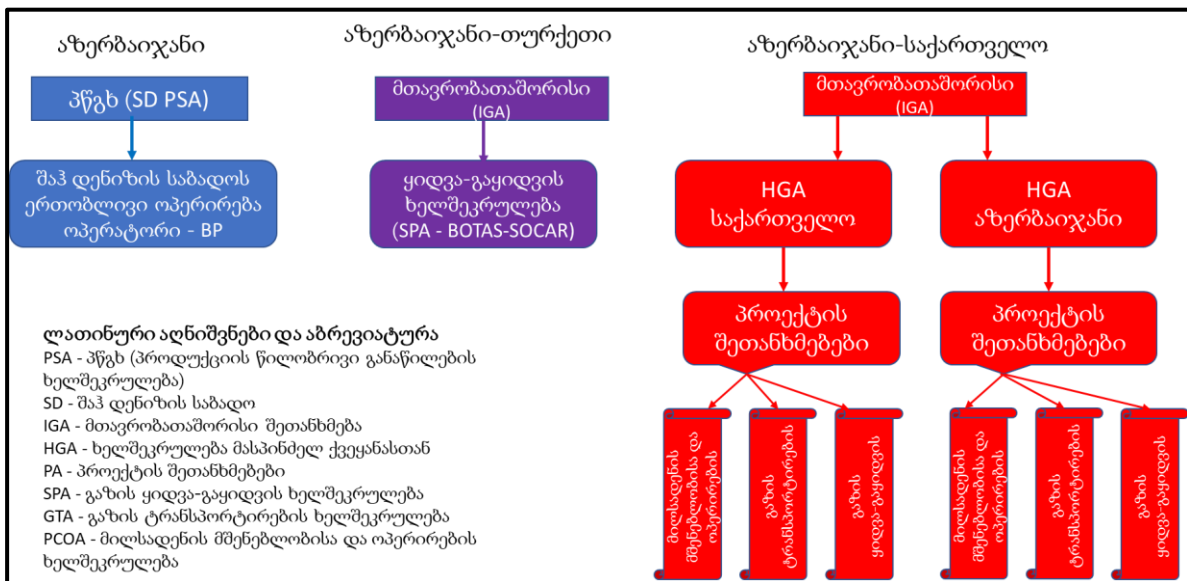 აზერბაიჯანი
პწგხ (SD PSA)
შაჰ დენიზის საბადოს
ერთობლივი ოპერირება
ოპერატორი - BP
აზერბაიჯანი-თურქეთი
მთავრობათაშორისი
(IGA)
ყიდვა-გაყიდვის
ხელშეკრულება
(SPA - BOTAS-SOCAR)
აზერბაიჯანი-საქართველო
მთავრობათაშორისი
(IGA)
HGA
საქართველო
HGA
აზერბაიჯანი
პროექტის
შეთანხმებები
პროექტის
შეთანხმებები
მილსადენის
მშენებლობისა და
ოპერირების
გაზის
ტრანსპორტირების
გაზის
ყიდვა-გაყიდვის
მილსადენის
მშენებლობისა და
ოპერირების
გაზის
ტრანსპორტირების
გაზის
ყიდვა-გაყიდვის
ლათინური აღნიშვნები და აბრევიატურა
PSA - პწგხ (პროდუქციის წილობრივი განაწილების
ხელშეკრულება)
SD - შაჰ დენიზის საბადო
IGA - მთავრობათაშორისი შეთანხმება
HGA - ხელშეკრულება მასპინძელ ქვეყანასთან
PA - პროექტის შეთანხმებები
SPA - გაზის ყიდვა-გაყიდვის ხელშეკრულება
GTA - გაზის ტრანსპორტირების ხელშეკრულება
PCOA - მილსადენის მშენებლობისა და ოპერირების
ხელშეკრულება